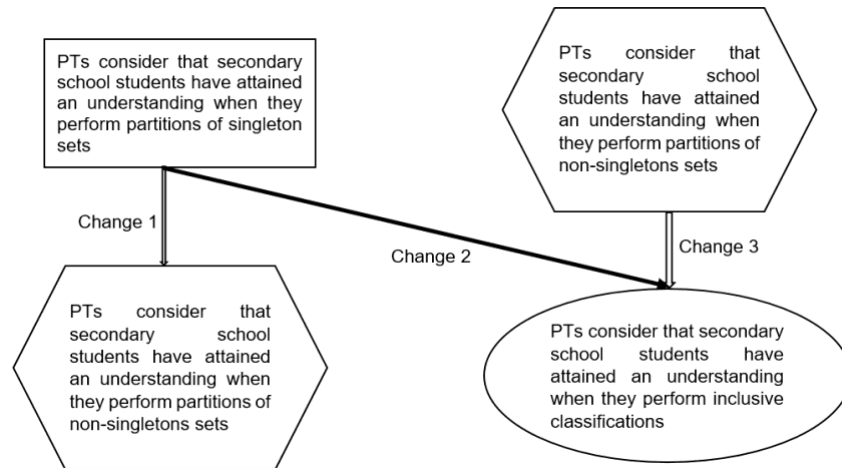 PTs consider that secondary
school students have attained
an understanding when they
perform partitions of singleton
sets
PTs consider that
secondary school
students have attained
an understanding when
they perform partitions of
non-singletons sets
Change 1
Change 2
Change 3
PTs consider that
secondary school
students have attained
an understanding when
they perform partitions of
non-singletons sets
PTs consider that secondary
school students have
attained an understanding
when they perform inclusive
classifications